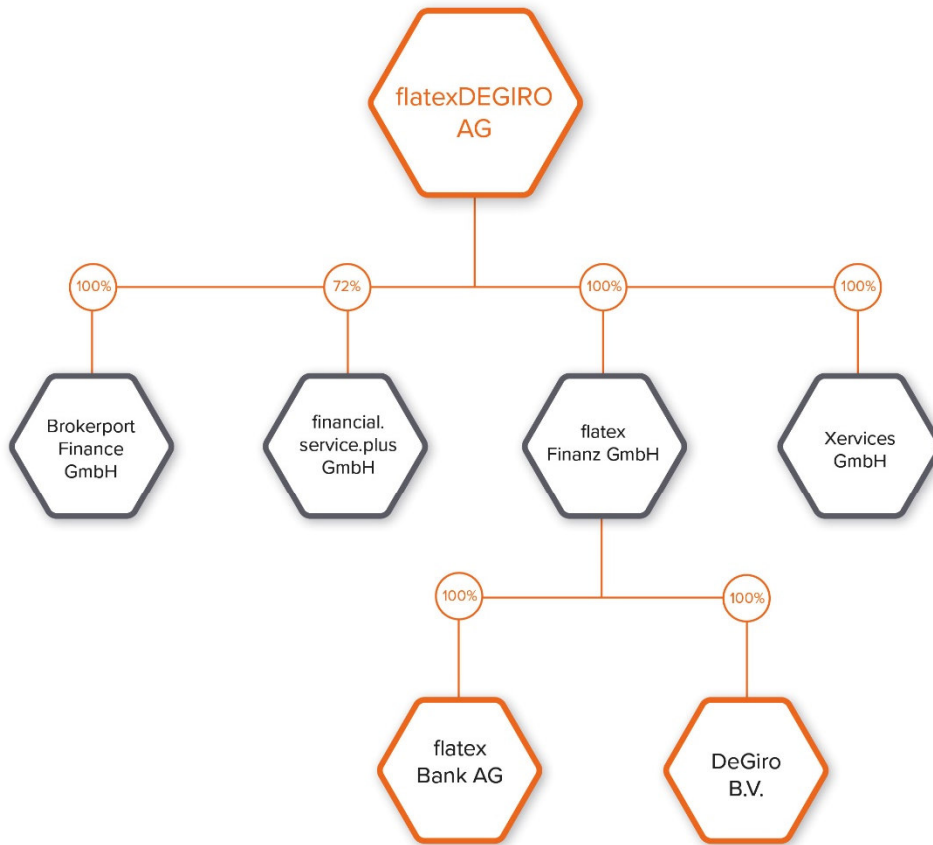 flatexDEGIRO
AG
100%
72%
100%
100%
Brokerport
Finance
GmbH
financial.
service.plus
GmbH
flatex
Finanz GmbH
Xervices
GmbH
100%
100%
flatex
Bank AG
DeGiro
B.V.